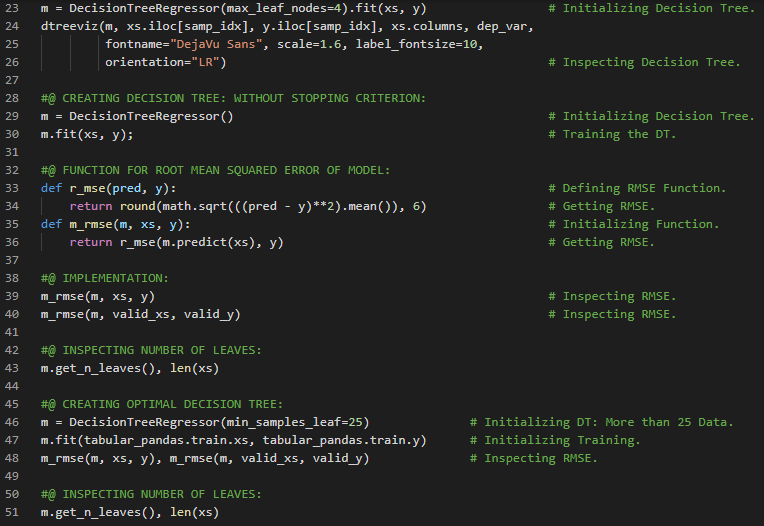 23 m = DecisionTreeRegressor(max_leaf_nodes=4).fit(xs, y) # Initializing Decision Tree.
24 dtreeviz(m, xs.iloc[samp_idx], y.iloc[samp_idx], xs.columns, dep_var,
25 fontname="DejaVu Sans", scale=1.6, label_fontsize=10,
26 orientation="LR") # Inspecting Decision Tree.
27
28 #@ CREATING DECISION TREE: WITHOUT STOPPING CRITERION:
29 m = DecisionTreeRegressor() # Initializing Decision Tree.
30 m.fit(xs, y); # Training the DT.
31
32 #@ FUNCTION FOR ROOT MEAN SQUARED ERROR OF MODEL:
33 def r_mse(pred, y): # Defining RMSE Function.
34 return round(math.sqrt(((pred - y)**2).mean()), 6) # Getting RMSE.
35 def m_rmse(m, xs, y): # Initializing Function.
36 return r_mse(m.predict(xs), y) # Getting RMSE.
37
38 #@ IMPLEMENTATION:
39 m_rmse(m, xs, y) # Inspecting RMSE.
40 m_rmse(m, valid_xs, valid_y) # Inspecting RMSE.
41
42 #@ INSPECTING NUMBER OF LEAVES:
43 m.get_n_leaves(), len(xs)
44
45 #@ CREATING OPTIMAL DECISION TREE:
46 m = DecisionTreeRegressor(min_samples_leaf=25) # Initializing DT: More than 25 Data.
47 m.fit(tabular_pandas.train.xs, tabular_pandas.train.y) # Initializing Training.
48 m_rmse(m, xs, y), m_rmse(m, valid_xs, valid_y) # Inspecting RMSE.
49
50 #@ INSPECTING NUMBER OF LEAVES:
51 m.get_n_leaves(), len(xs)